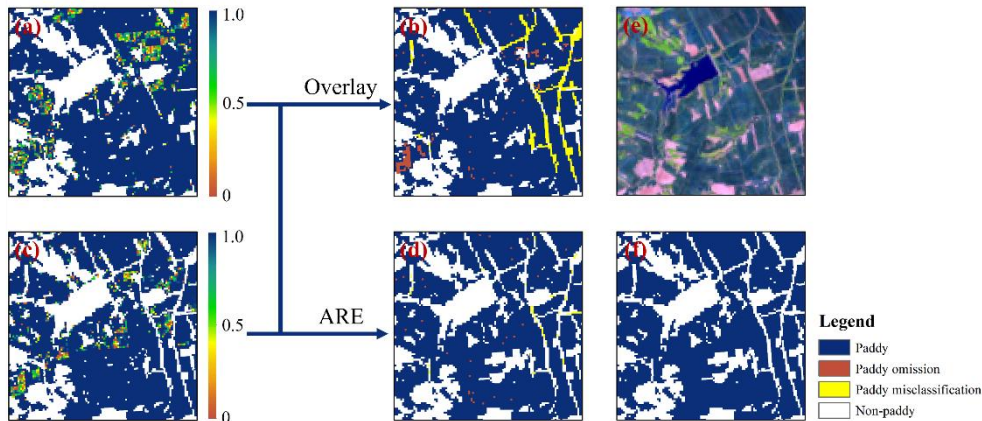 (a)
1.0
0.5
0
Overlay
(b)
(e)
(c)
1.0
0.5
0
ARE
(d)
(f)
Legend
Paddy
Paddy omission
Paddy misclassification
Non-paddy